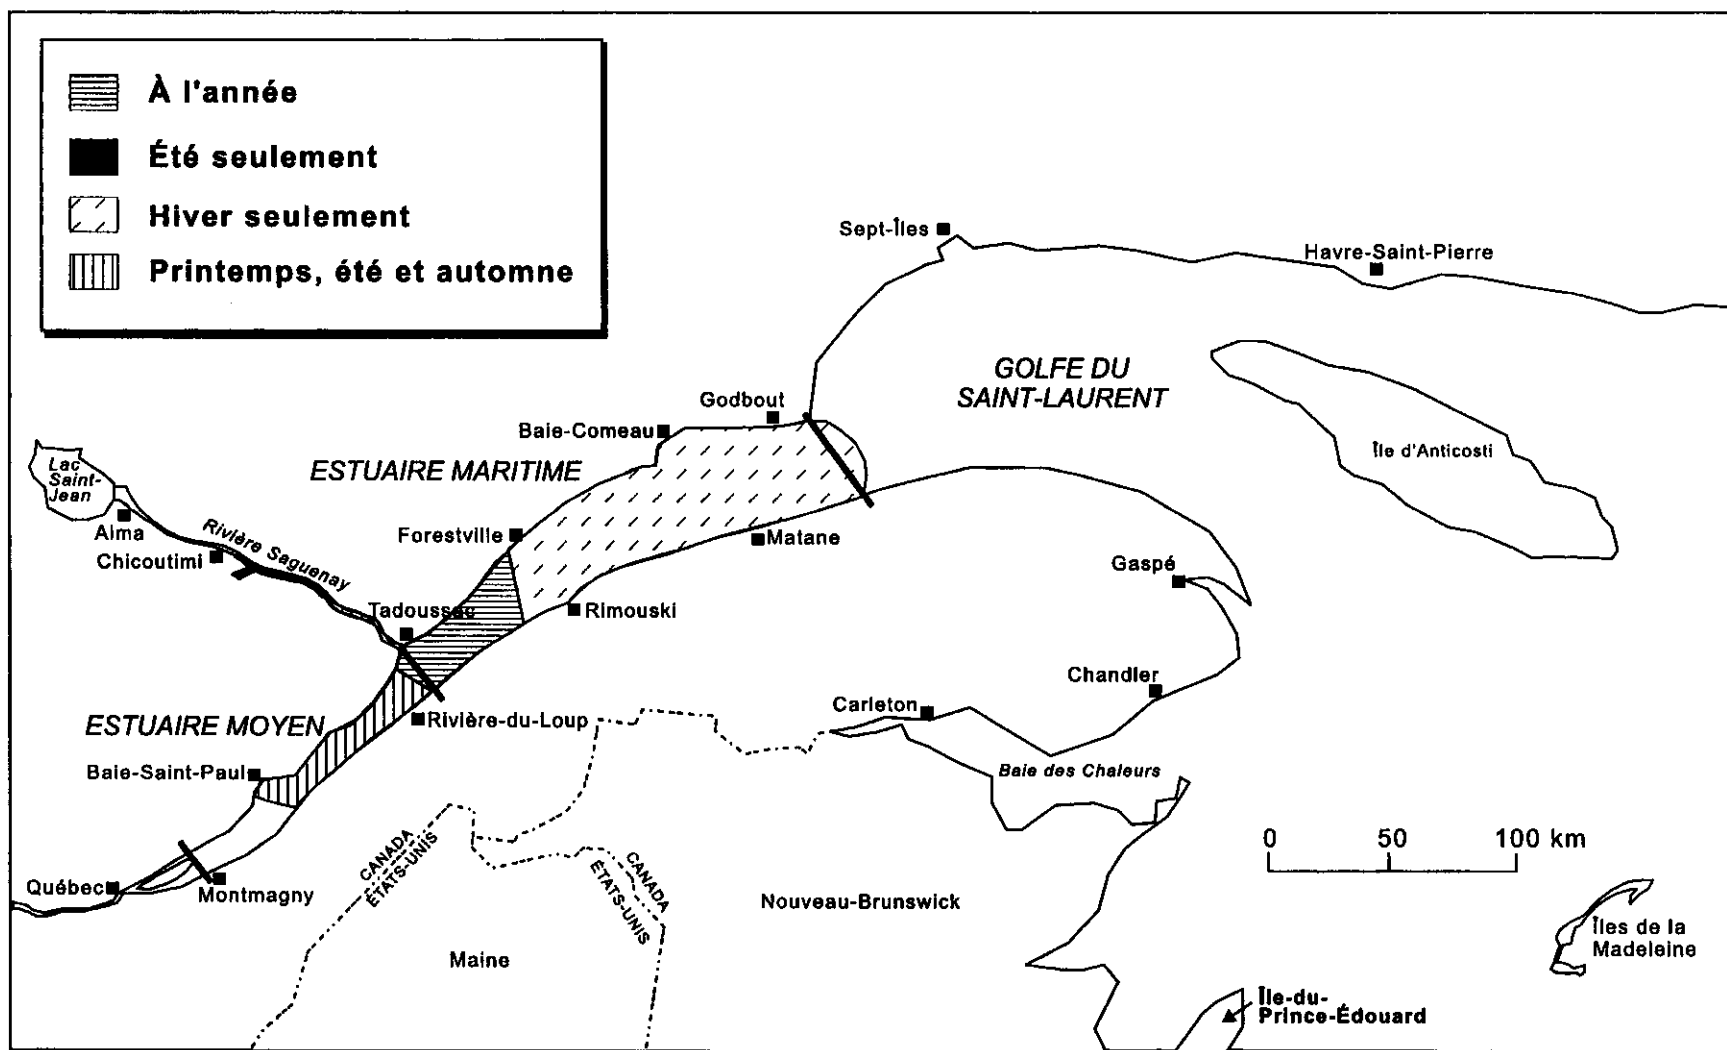 À l'année
Été seulement
Hiver seulement
Printemps, été et automne
Sept-Îles
Havre-Saint-Pierre
GOLFE DU
SAINT-LAURENT
Godbout
Baie-Comeau
Île d'Anticosti
ESTUAIRE MARITIME
Lac
Saint-
Jean
Alma
Rivière Saguenay
Forestville
Matane
Chicoutimi
Gaspé
Tadoussac
Rimouski
Chandler
Carleton
ESTUAIRE MOYEN
Rivière-du-Loup
Baie-Saint-Paul
Baie des Chaleurs
CANADA
ÉTATS-UNIS
CANADA
ÉTATS-UNIS
0 50 100 km
Québec
Montmagny
Nouveau-Brunswick
Îles de la
Madeleine
Maine
Île-du-
Prince-Édouard